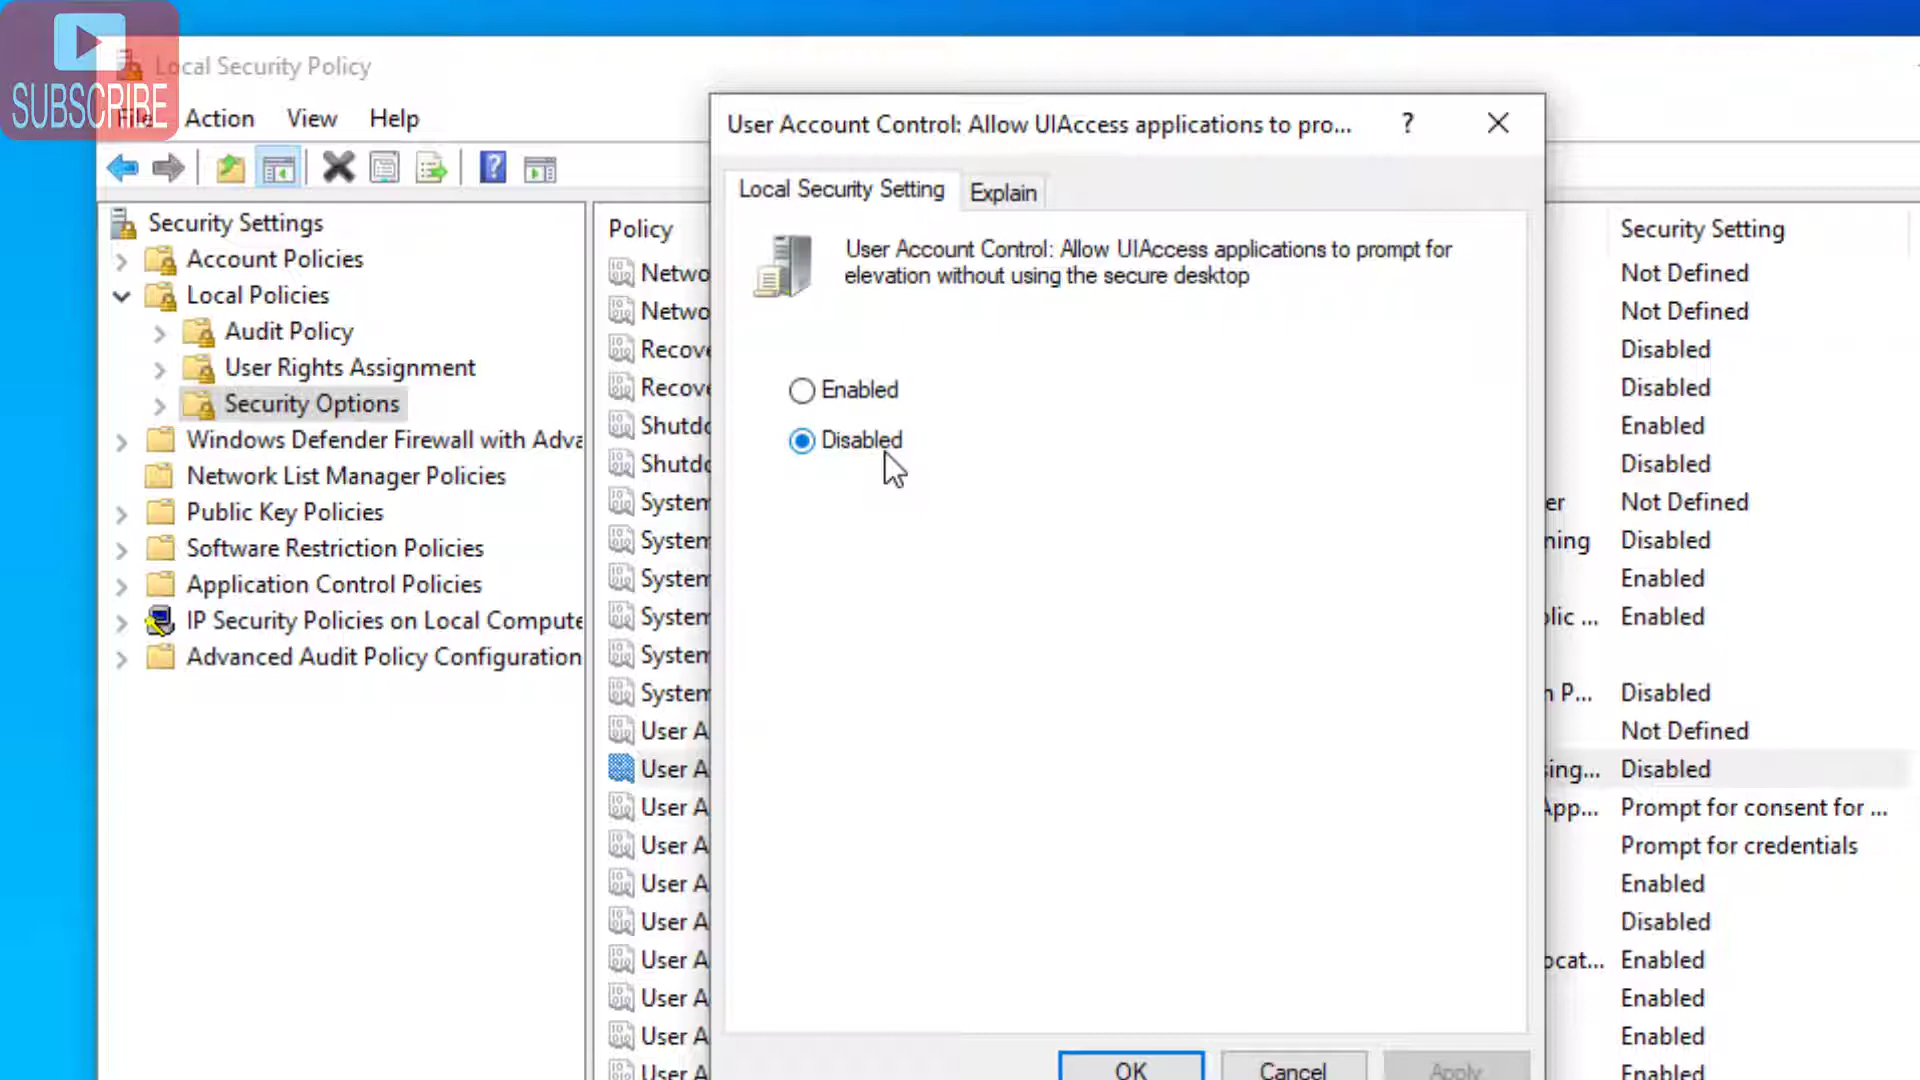 SUBSCRIBE
Local Security Policy
File Action View Help
Security Settings
Account Policies
Local Policies
Audit Policy
User Rights Assignment
Security Options
Windows Defender Firewall with Adva
Network List Manager Policies
Public Key Policies
Software Restriction Policies
Application Control Policies
IP Security Policies on Local Compute
Advanced Audit Policy Configuration
Policy
Netwo
Netwo
Recove
Recove
Shutdo
Shutdo
System
System
System
System
System
System
User A
User A
User A
User A
User A
User A
User A
User A
User A
User A
User Account Control: Allow UIAccess applications to pro... ?
Local Security Setting Explain
User Account Control: Allow UIAccess applications to prompt for
elevation without using the secure desktop
Enabled
Disabled
OK Cancel Apply
Security Setting
Not Defined
Not Defined
Disabled
Disabled
Enabled
Disabled
er Not Defined
ning Disabled
Enabled
lic ... Enabled
n P... Disabled
Not Defined
sing... Disabled
App... Prompt for consent for ...
Prompt for credentials
Enabled
Disabled
ocat... Enabled
Enabled
Enabled
Enabled